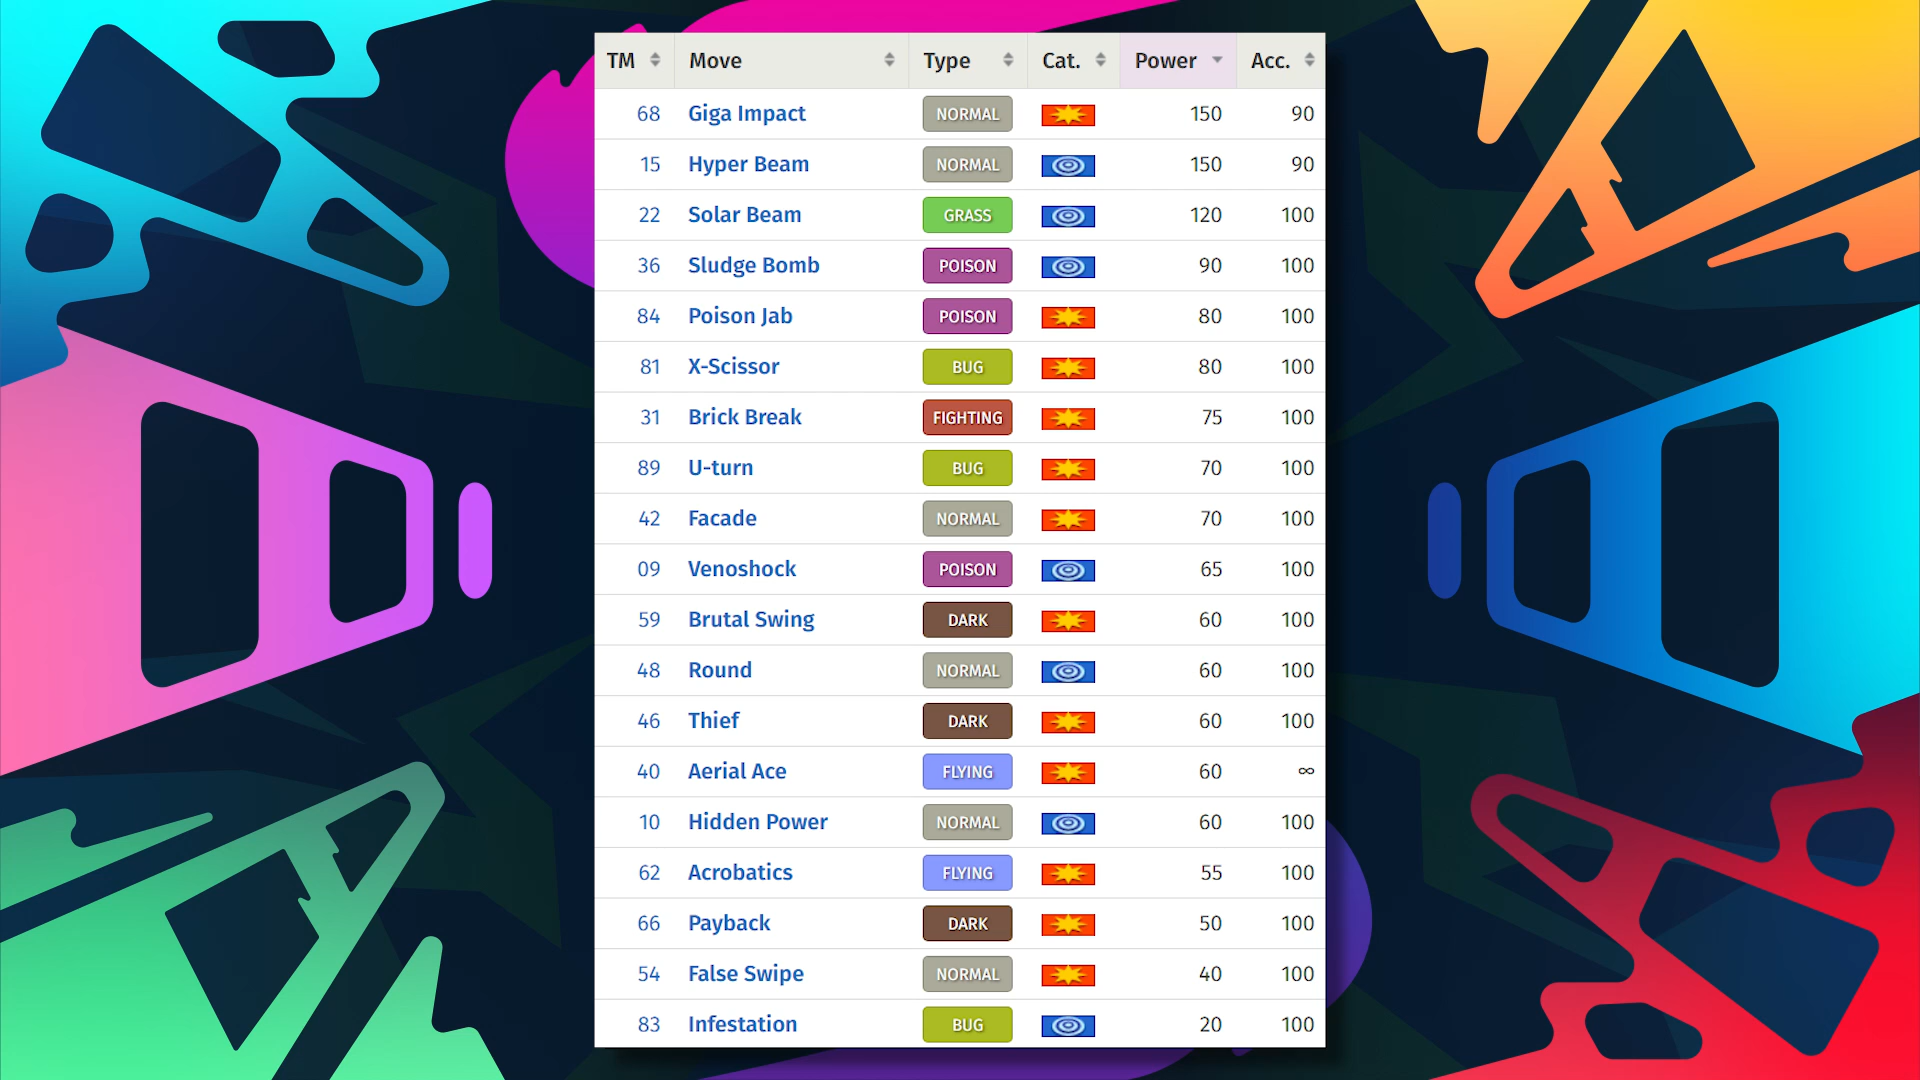 TM Move Type Cat. Power Acc.
68 Giga Impact NORMAL 150 90
15 Hyper Beam NORMAL 150 90
22 Solar Beam GRASS 120 100
36 Sludge Bomb POISON 90 100
84 Poison Jab POISON 80 100
81 X-Scissor BUG 80 100
31 Brick Break FIGHTING 75 100
89 U-turn BUG 70 100
42 Facade NORMAL 70 100
09 Venoshock POISON 65 100
59 Brutal Swing DARK 60 100
48 Round NORMAL 60 100
46 Thief DARK 60 100
40 Aerial Ace FLYING 60 ∞
10 Hidden Power NORMAL 60 100
62 Acrobatics FLYING 55 100
66 Payback DARK 50 100
54 False Swipe NORMAL 40 100
83 Infestation BUG 20 100